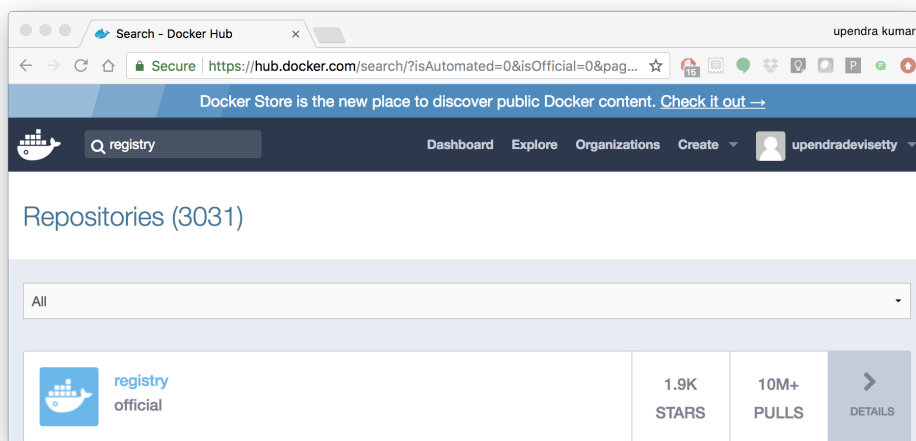 Search - Docker Hub
upendra kumar
Secure https://hub.docker.com/search/?isAutomated=0&isOfficial=0&pag...
15
P
Docker Store is the new place to discover public Docker content. Check it out →
registry
Dashboard Explore Organizations Create upendradevisetty
Repositories (3031)
All
registry
official
1.9K
STARS
10M+
PULLS
DETAILS